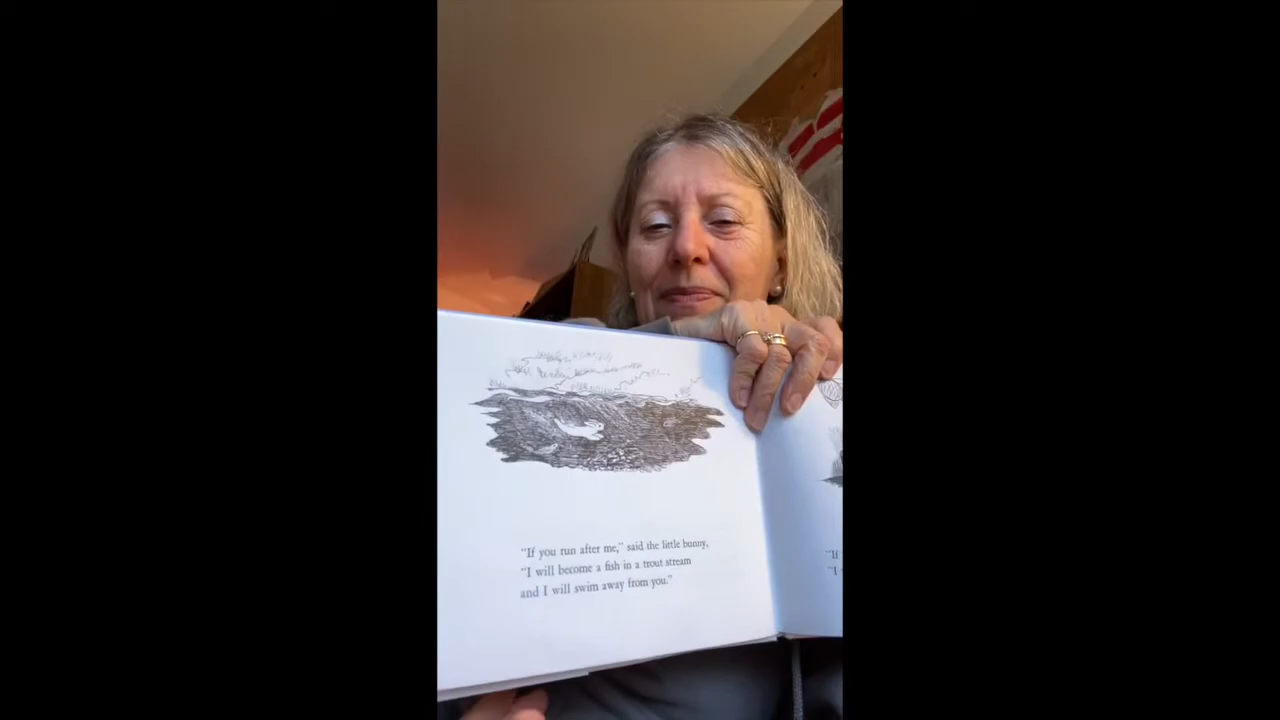 "If you run after me," said the little bunny,
"I will become a fish in a trout stream
and I will swim away from you."
"If
"I